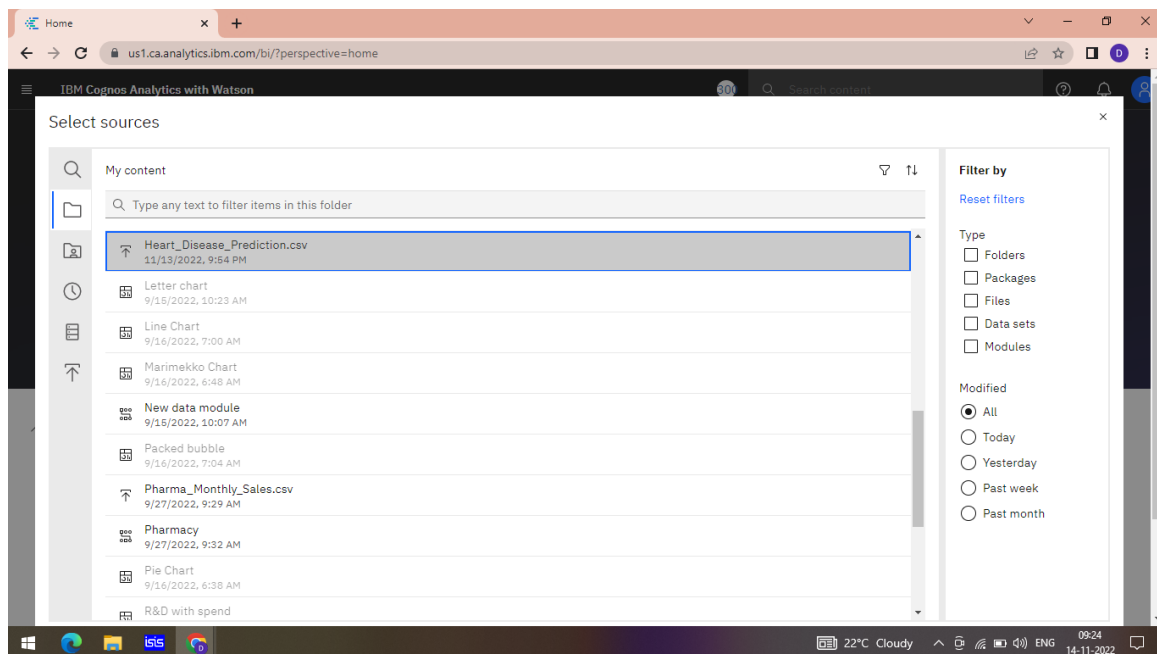 Home
us1.ca.analytics.ibm.com/bi/?perspective=home
D
IBM Cognos Analytics with Watson
300
Search content
Select sources
My content
Type any text to filter items in this folder
Heart_Disease_Prediction.csv
11/13/2022, 9:54 PM
Letter chart
9/15/2022, 10:23 AM
Line Chart
9/16/2022, 7:00 AM
Marimekko Chart
9/16/2022, 6:48 AM
New data module
9/15/2022, 10:07 AM
Packed bubble
9/16/2022, 7:04 AM
Pharma_Monthly_Sales.csv
9/27/2022, 9:29 AM
Pharmacy
9/27/2022, 9:32 AM
Pie Chart
9/16/2022, 6:38 AM
R&D with spend
Filter by
Reset filters
Type
Folders
Packages
Files
Data sets
Modules
Modified
All
Today
Yesterday
Past week
Past month
isis
D
22°C Cloudy
ENG
09:24
14-11-2022